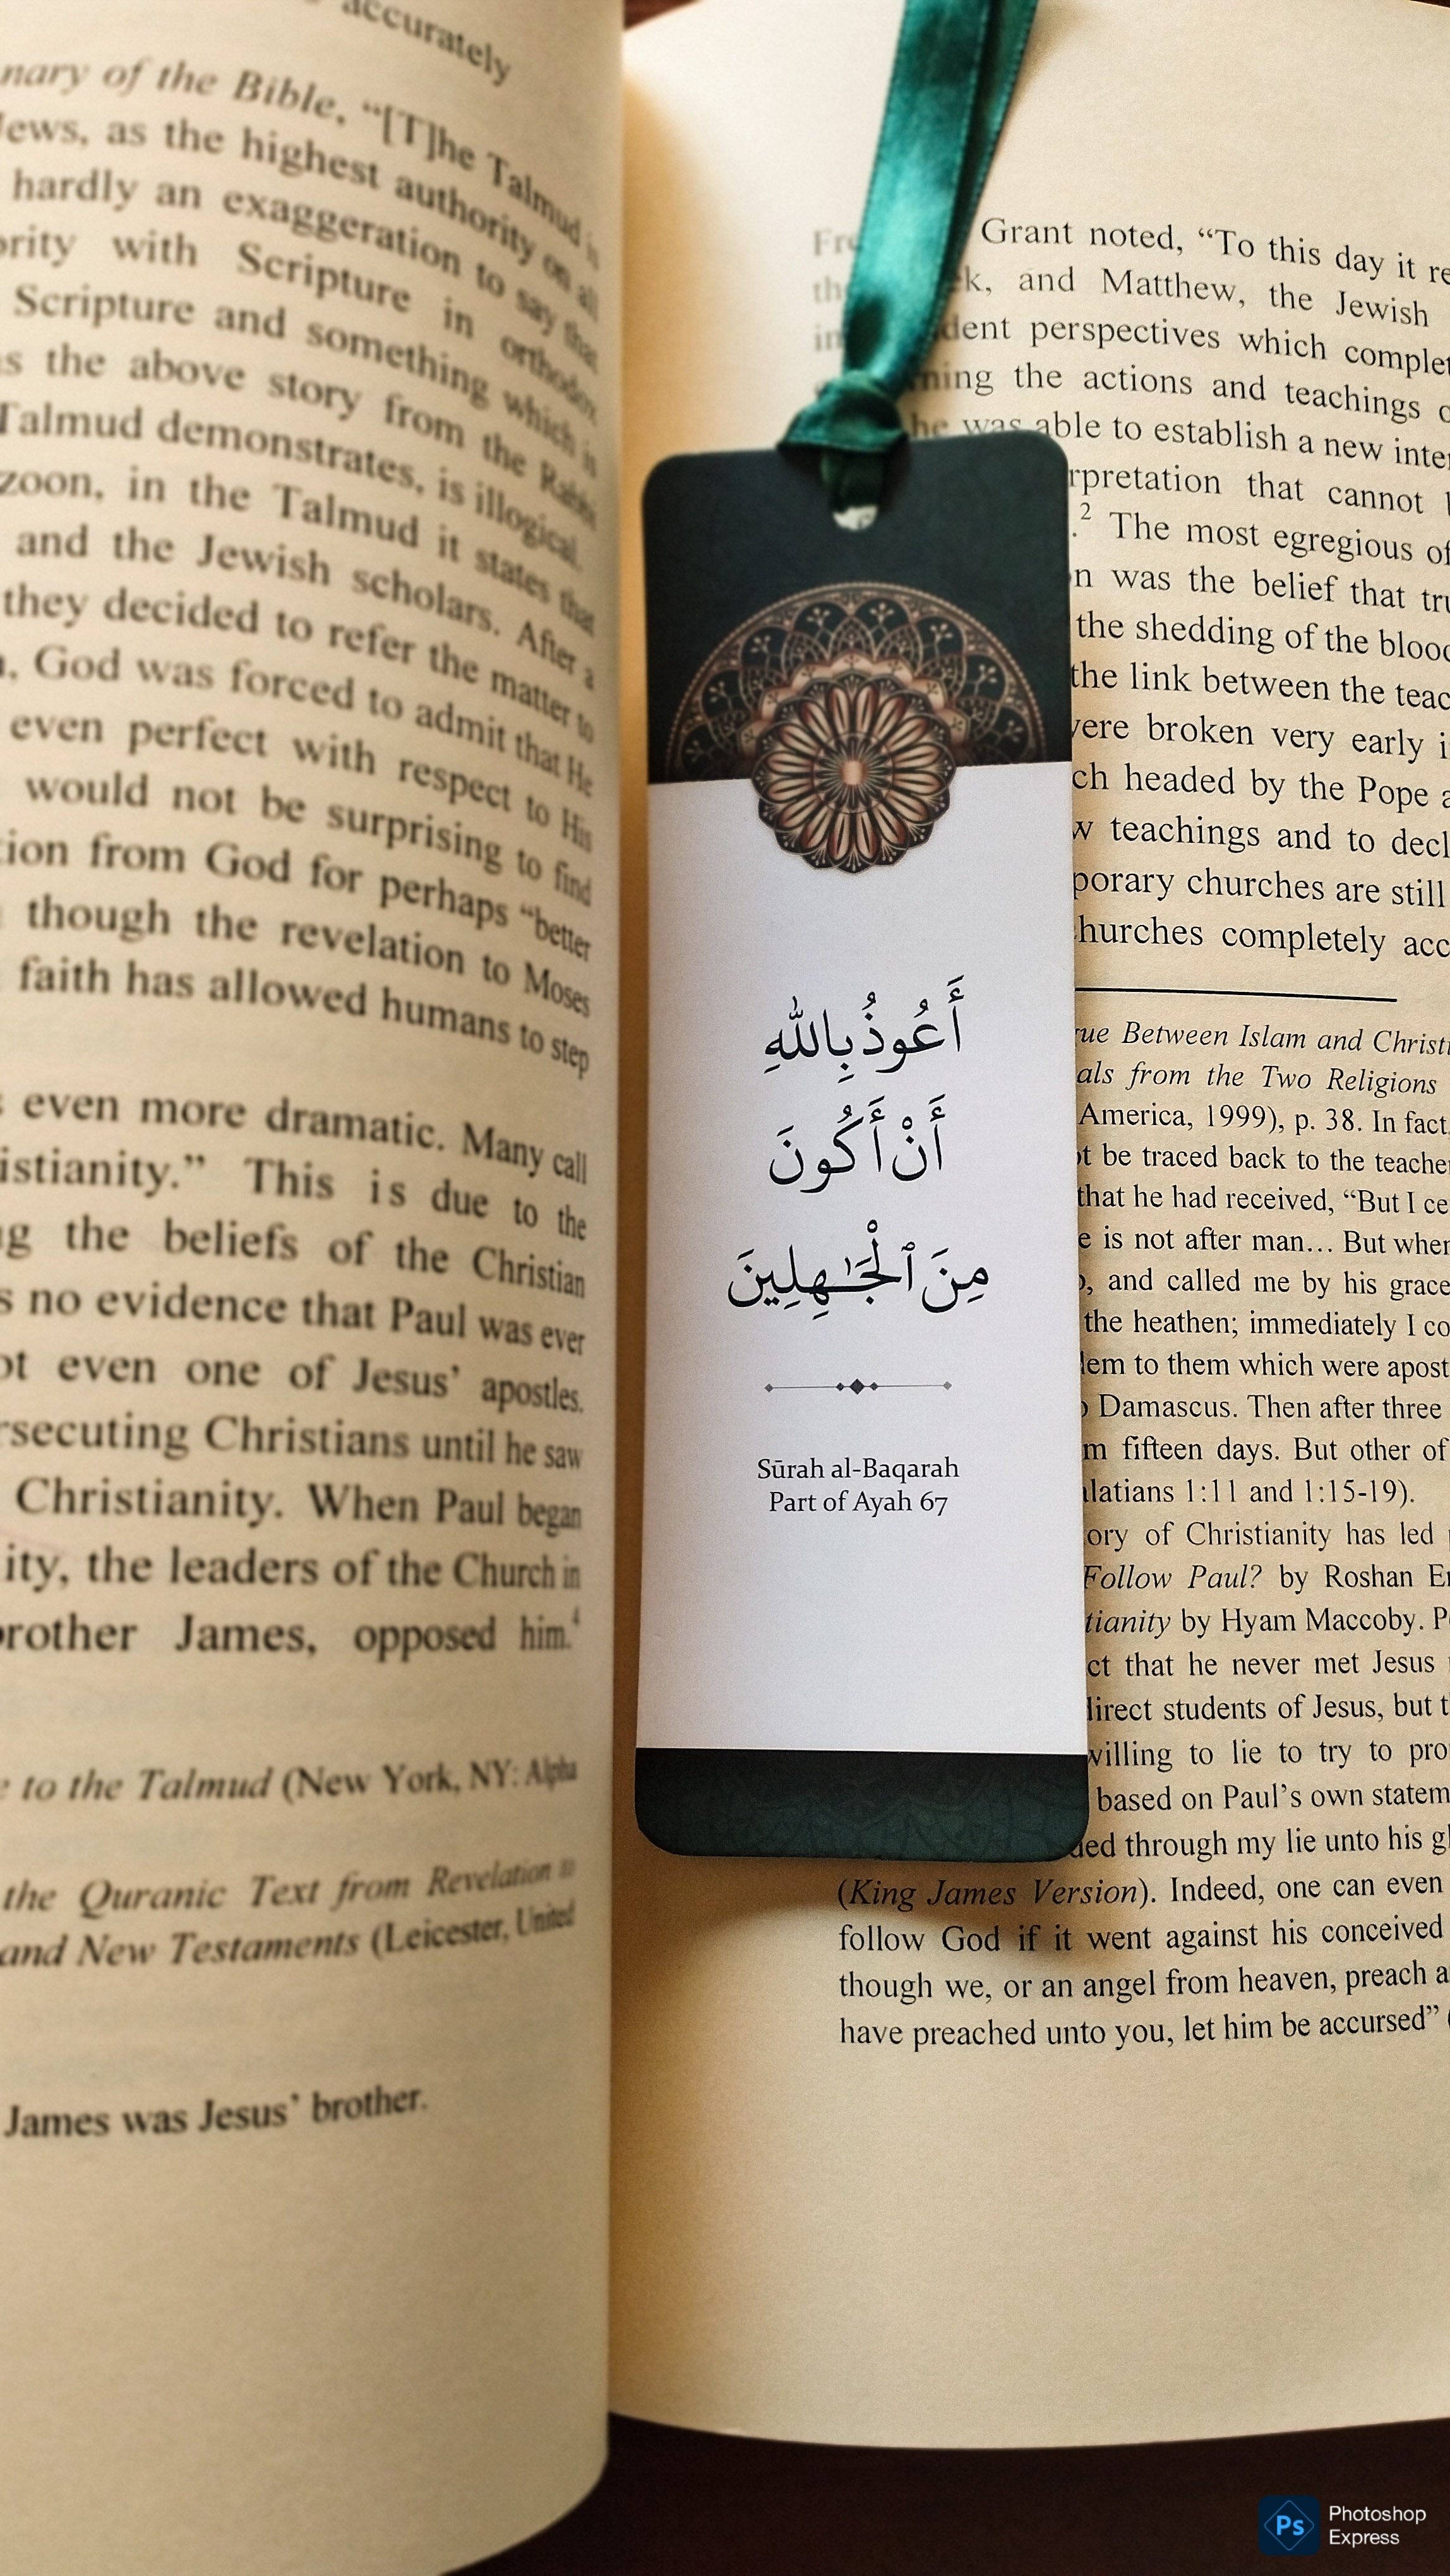 accurately
nary of the Bible, “[T]he Talmud is
Jews, as the highest authority on all
hardly an exaggeration to say that
ority with Scripture in orthodox
Scripture and something which is
s the above story from the Rabbi
Talmud demonstrates, is illogical.
zoon, in the Talmud it states that
and the Jewish scholars. After a
they decided to refer the matter to
, God was forced to admit that He
even perfect with respect to His
would not be surprising to find
tion from God for perhaps “better
though the revelation to Moses
faith has allowed humans to step
s even more dramatic. Many call
istianity.” This is due to the
ng the beliefs of the Christian
s no evidence that Paul was ever
ot even one of Jesus’ apostles.
rsecuting Christians until he saw
Christianity. When Paul began
ity, the leaders of the Church in
brother James, opposed him.4
e to the Talmud (New York, NY: Alpha
the Quranic Text from Revelation to
and New Testaments (Leicester, United
James was Jesus’ brother.
أَعُوذُ بِاللَّهِ
أَنْ أَكُونَ
مِنَ ٱلْجَـٰهِلِينَ
Sūrah al-Baqarah
Part of Ayah 67
Grant noted, “To this day it re
k, and Matthew, the Jewish
dent perspectives which complet
ning the actions and teachings o
he was able to establish a new inter
rpretation that cannot
.2 The most egregious of
on was the belief that tru
the shedding of the blood
the link between the teac
were broken very early i
ch headed by the Pope a
w teachings and to decl
porary churches are still
churches completely acc
gue Between Islam and Christi
als from the Two Religions
America, 1999), p. 38. In fact,
ot be traced back to the teache
that he had received, “But I ce
e is not after man… But when
, and called me by his grace
the heathen; immediately I co
lem to them which were apost
o Damascus. Then after three
m fifteen days. But other of
latians 1:11 and 1:15-19).
ory of Christianity has led
Follow Paul? by Roshan En
tianity by Hyam Maccoby. P
ct that he never met Jesus
direct students of Jesus, but t
willing to lie to try to pro
based on Paul’s own statem
ded through my lie unto his gl
(King James Version). Indeed, one can even
follow God if it went against his conceived
though we, or an angel from heaven, preach a
have preached unto you, let him be accursed” (
Ps Photoshop
Express